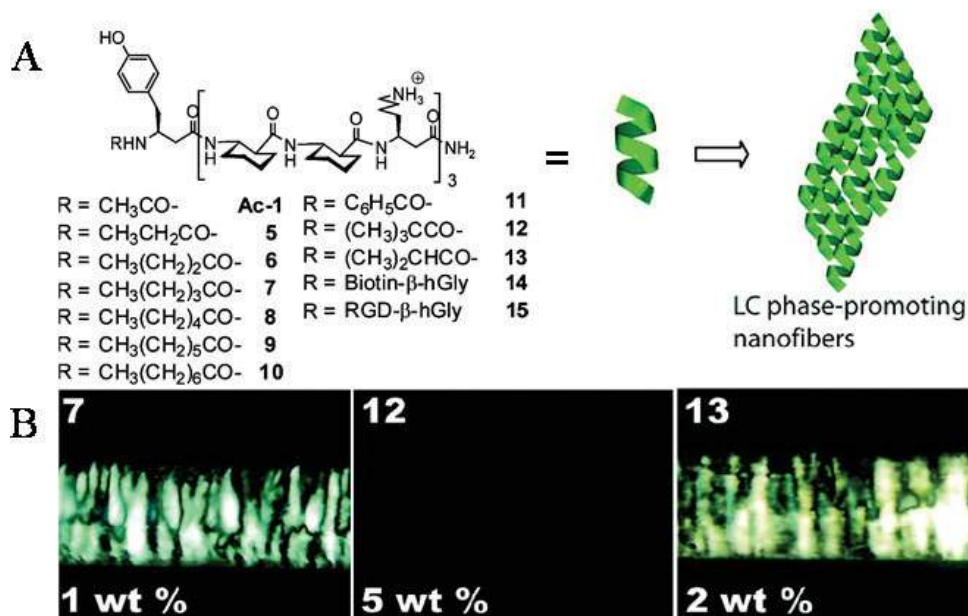 A
HO
O
NH3
⊕
O
O
O
O
HN
RHN
N
H
N
H
N
H
NH2
3
=
R = CH3CO- Ac-1
R = CH3CH2CO- 5
R = CH3(CH2)2CO- 6
R = CH3(CH2)3CO- 7
R = CH3(CH2)4CO- 8
R = CH3(CH2)5CO- 9
R = CH3(CH2)6CO- 10
R = C6H5CO- 11
R = (CH3)3CCO- 12
R = (CH3)2CHCO- 13
R = Biotin-β-hGly 14
R = RGD-β-hGly 15
LC phase-promoting
nanofibers
B
7
1 wt %
12
5 wt %
13
2 wt %